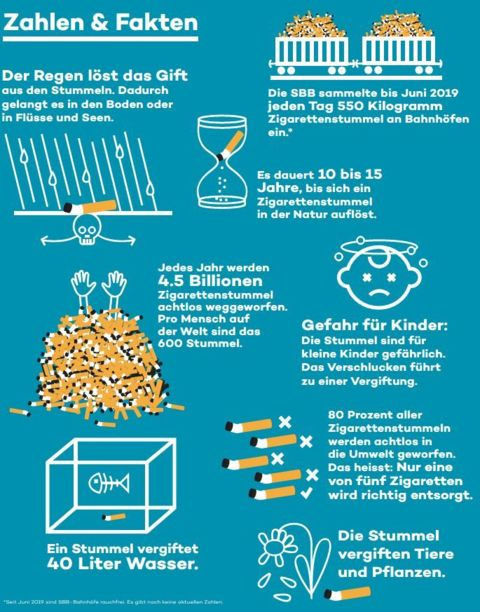 Zahlen & Fakten
Der Regen löst das Gift
aus den Stummeln. Dadurch
gelangt es in den Boden oder
in Flüsse und Seen.
Die SBB sammelte bis Juni 2019
jeden Tag 550 Kilogramm
Zigarettenstummel an Bahnhöfen
ein.*
Es dauert 10 bis 15
Jahre, bis sich ein
Zigarettenstummel
in der Natur auflöst.
Jedes Jahr werden
4.5 Billionen
Zigarettenstummel
achtlos weggeworfen.
Pro Mensch auf
der Welt sind das
600 Stummel.
Gefahr für Kinder:
Die Stummel sind für
kleine Kinder gefährlich.
Das Verschlucken führt
zu einer Vergiftung.
80 Prozent aller
Zigarettenstummeln
werden achtlos in
die Umwelt geworfen.
Das heisst: Nur eine
von fünf Zigaretten
wird richtig entsorgt.
Ein Stummel vergiftet
40 Liter Wasser.
Die Stummel
vergiften Tiere
und Pflanzen.
*Seit Juni 2019 sind SBB-Bahnhöfe rauchfrei. Es gibt noch keine aktuellen Zahlen.